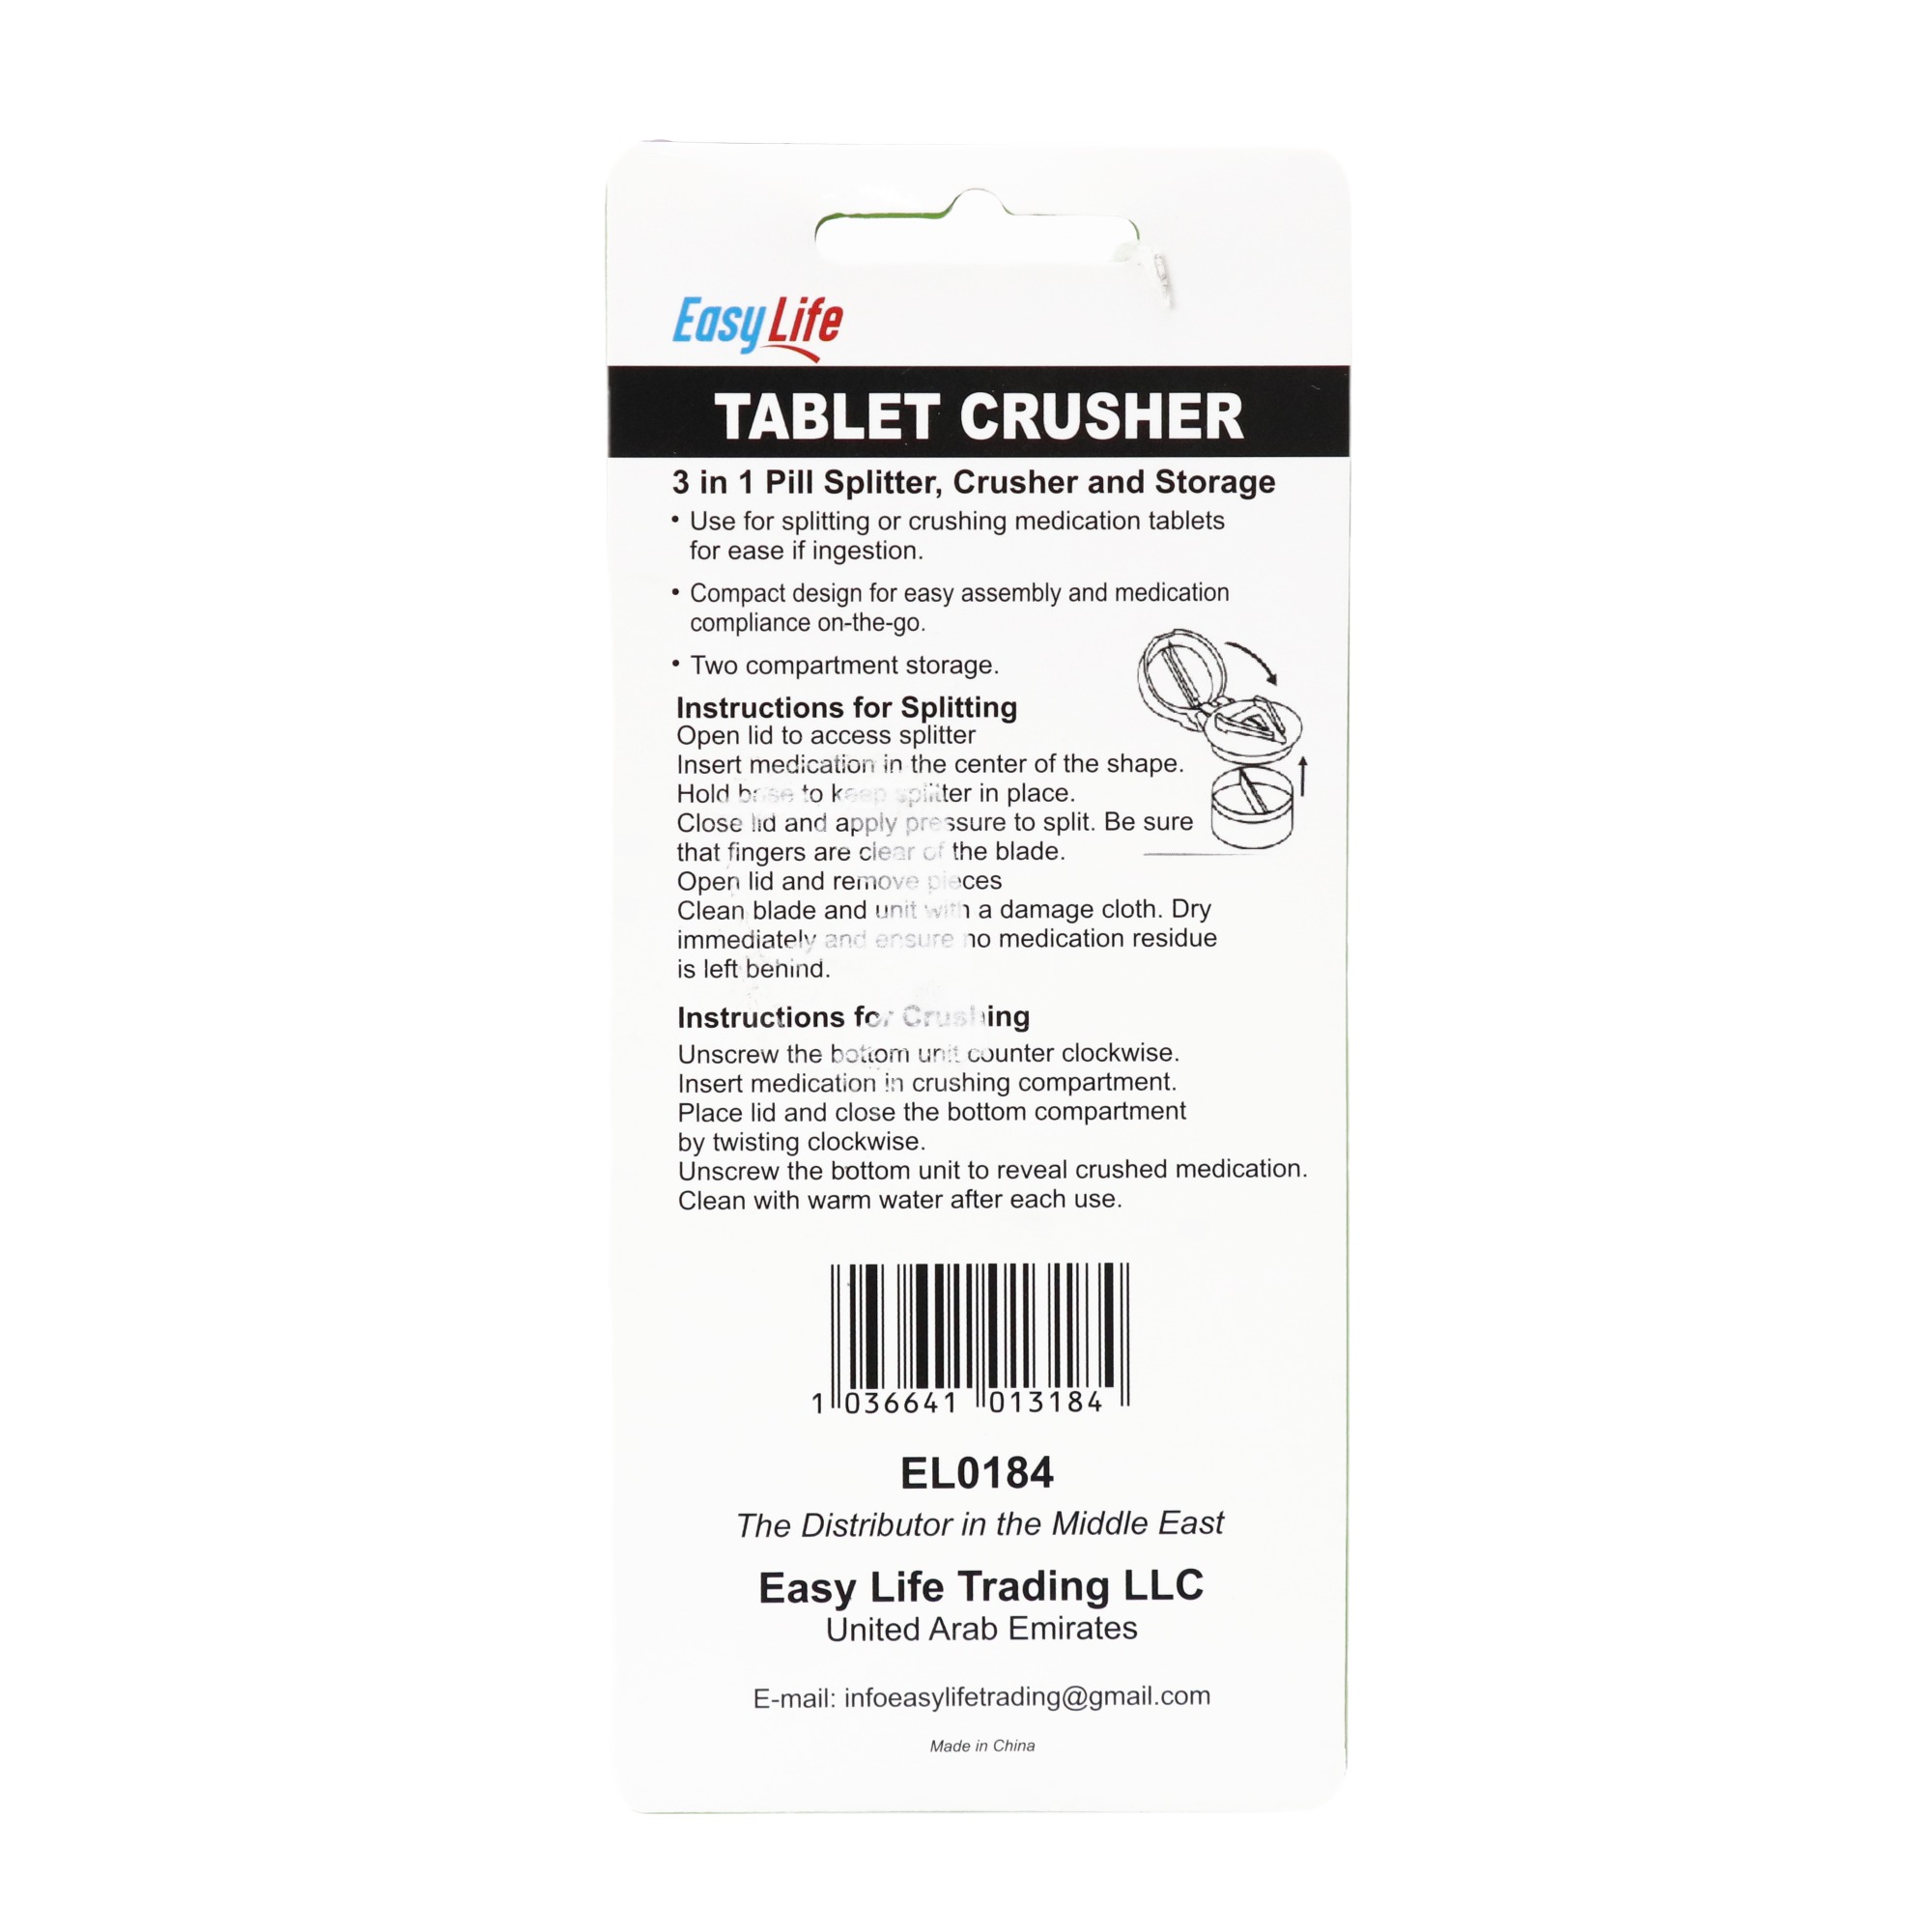 Easy Life
TABLET CRUSHER
3 in 1 Pill Splitter, Crusher and Storage
• Use for splitting or crushing medication tablets
for ease if ingestion.
• Compact design for easy assembly and medication
compliance on-the-go.
• Two compartment storage.
Instructions for Splitting
Open lid to access splitter
Insert medication in the center of the shape.
Hold base to keep splitter in place.
Close lid and apply pressure to split. Be sure
that fingers are clear of the blade.
Open lid and remove pieces
Clean blade and unit with a damage cloth. Dry
immediately and ensure no medication residue
is left behind.
Instructions for Crushing
Unscrew the bottom unit counter clockwise.
Insert medication in crushing compartment.
Place lid and close the bottom compartment
by twisting clockwise.
Unscrew the bottom unit to reveal crushed medication.
Clean with warm water after each use.
1 036641 013184
EL0184
The Distributor in the Middle East
Easy Life Trading LLC
United Arab Emirates
E-mail: infoeasylifetrading@gmail.com
Made in China